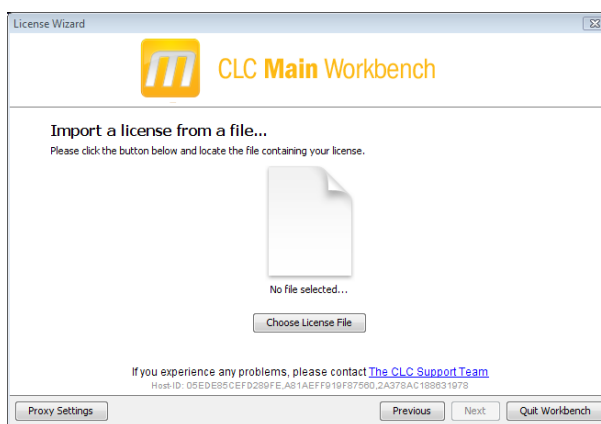 License Wizard
CLC Main Workbench
Import a license from a file...
Please click the button below and locate the file containing your license.
No file selected...
Choose License File
If you experience any problems, please contact The CLC Support Team
Host-ID: D5EDE85CEFD289FE,A81AEFF919F87560,2A378AC188631978
Proxy Settings
Previous
Next
Quit Workbench